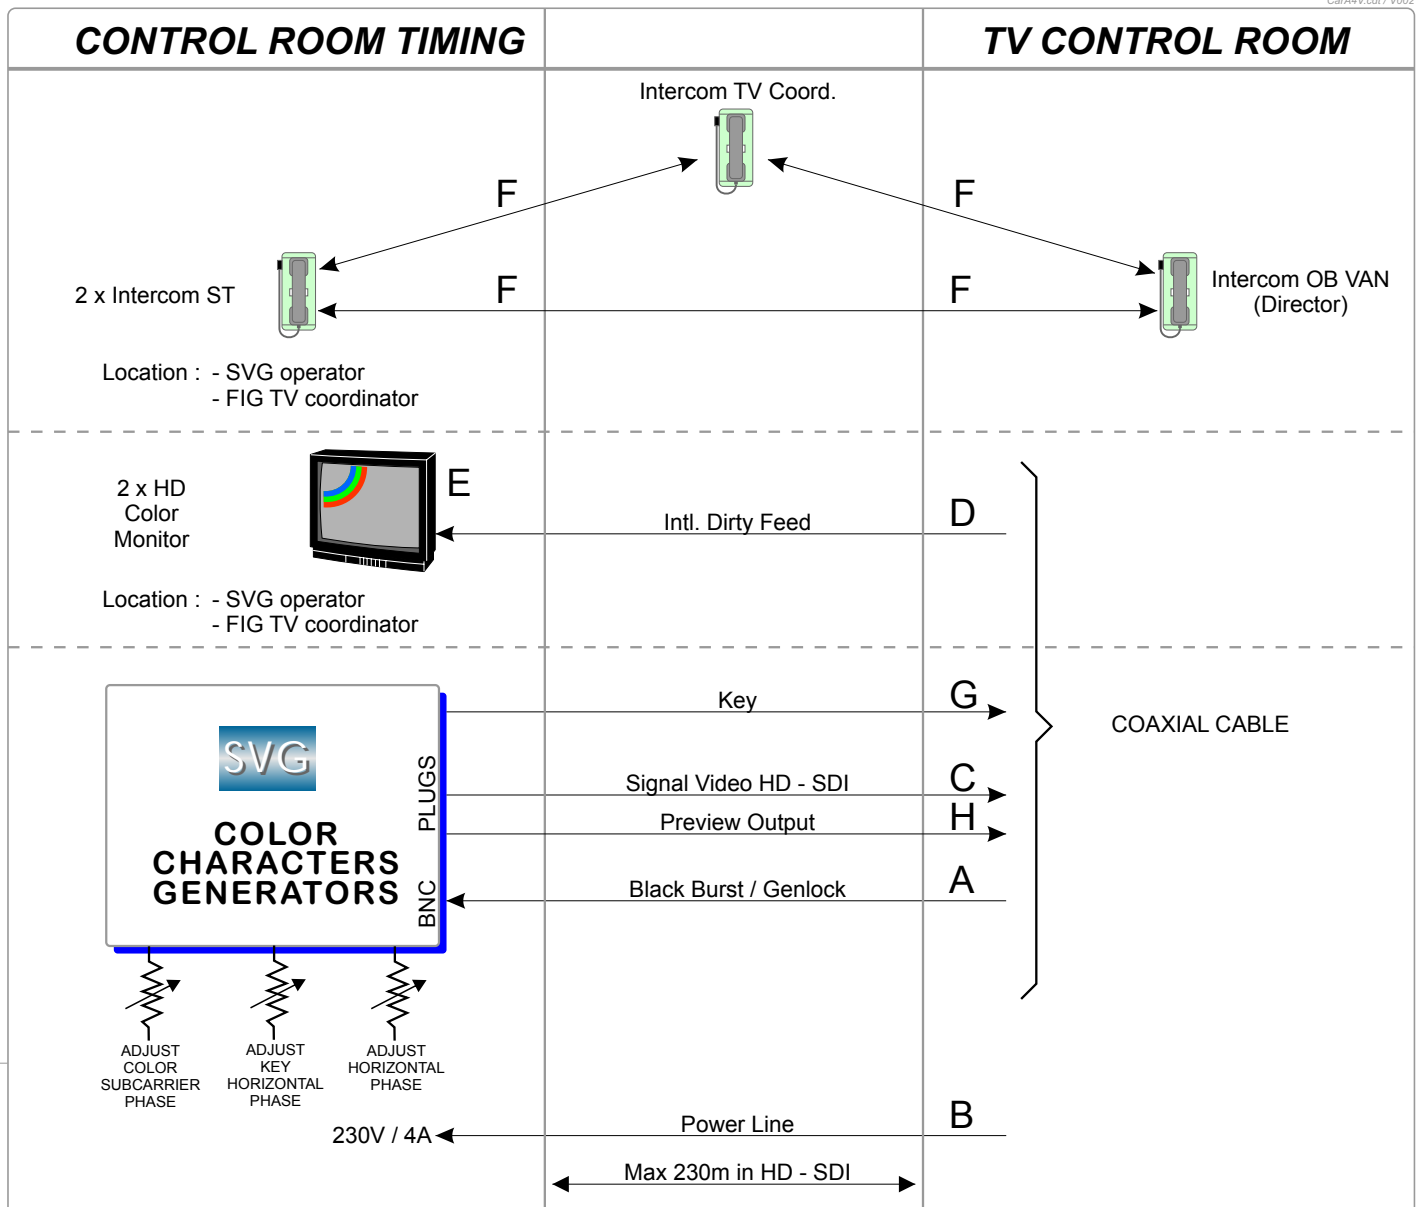 CarA4V.cut / V002
CONTROL ROOM TIMING
TV CONTROL ROOM
Intercom TV Coord.
F
F
2 x Intercom ST
F
F
Intercom OB VAN
(Director)
Location : - SVG operator
- FIG TV coordinator
2 x HD
Color
Monitor
E
Intl. Dirty Feed
D
Location : - SVG operator
- FIG TV coordinator
Key
G
COAXIAL CABLE
SVG
COLOR
CHARACTERS
GENERATORS
PLUGS
BNC
Signal Video HD - SDI
C
Preview Output
H
Black Burst / Genlock
A
ADJUST
COLOR
SUBCARRIER
PHASE
ADJUST
KEY
HORIZONTAL
PHASE
ADJUST
HORIZONTAL
PHASE
230V / 4A
Power Line
B
Max 230m in HD - SDI